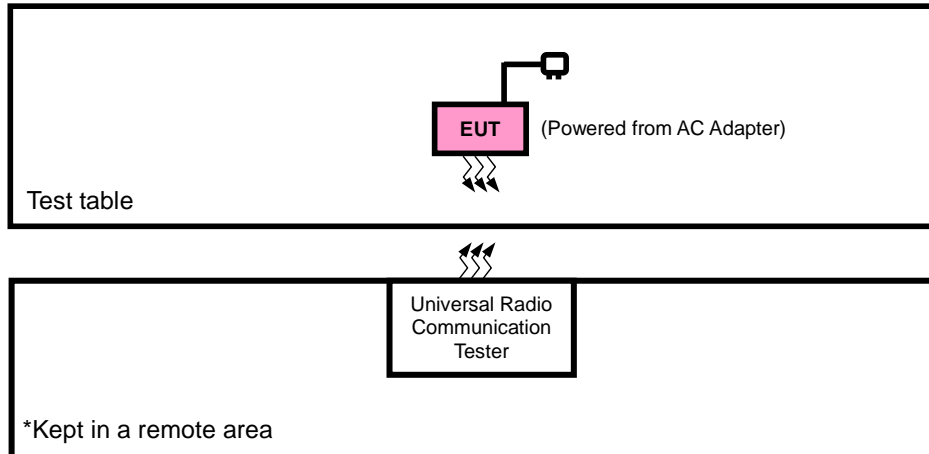 EUT
(Powered from AC Adapter)
Test table
Universal Radio
Communication
Tester
*Kept in a remote area